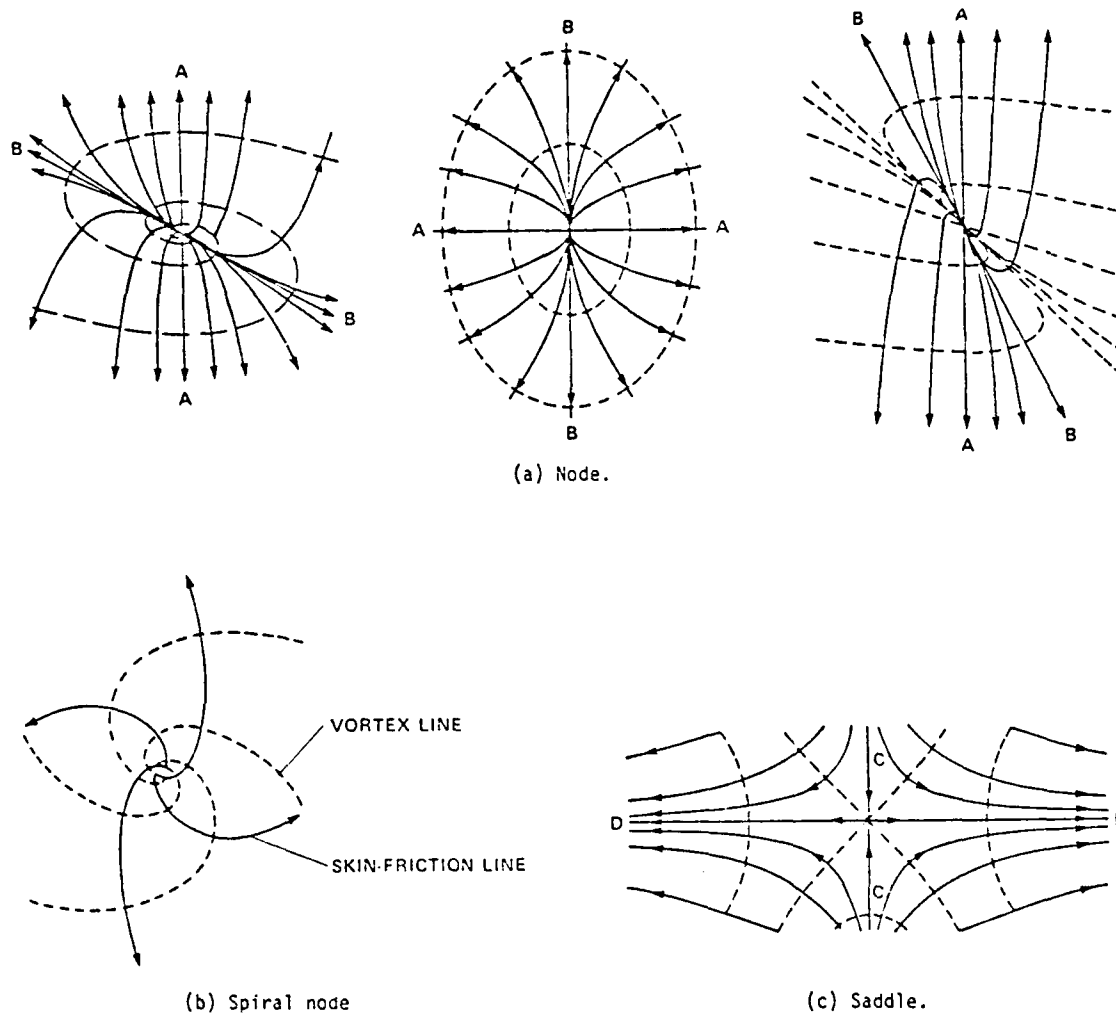 A
B
B
A
B
A
A
B
B
A
A
B
(a) Node.
VORTEX LINE
SKIN-FRICTION LINE
(b) Spiral node
C
D
C
(c) Saddle.